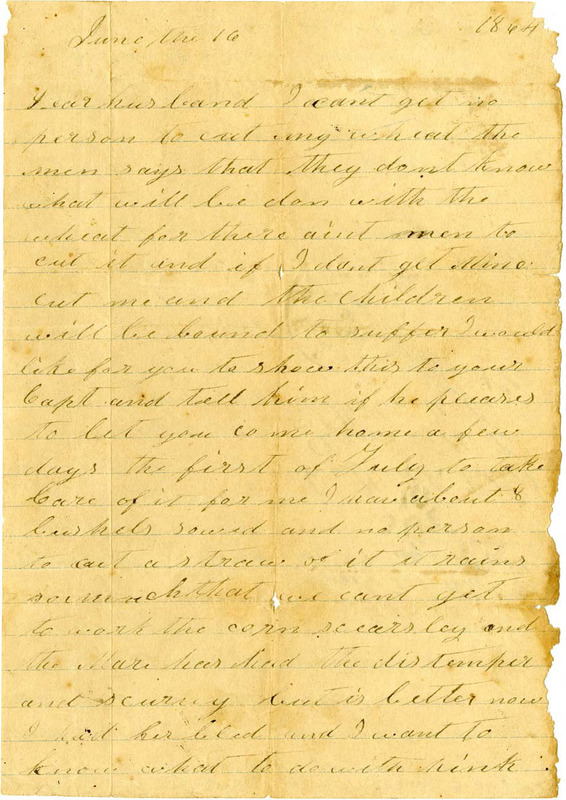 June the 16 1864
Dear husband I cant get no
person to cut my wheat the
men says that they dont know
what will be don with the
wheat for there aint men to
cut it and if I dont get Mine
cut me and the children
will be bound to suffer I would
like for you to show this to your
Capt and tell him if he pleases
to let you come home a few
days the first of July to take
Care of it for me I have about 8
bushels sowed and no person
to cut a straw of it it rains
so much that we cant get
to work the corn scearsley and
the Mare has had the distemper
and scurvy but is better now
I had her bled and I want to
know what to do with